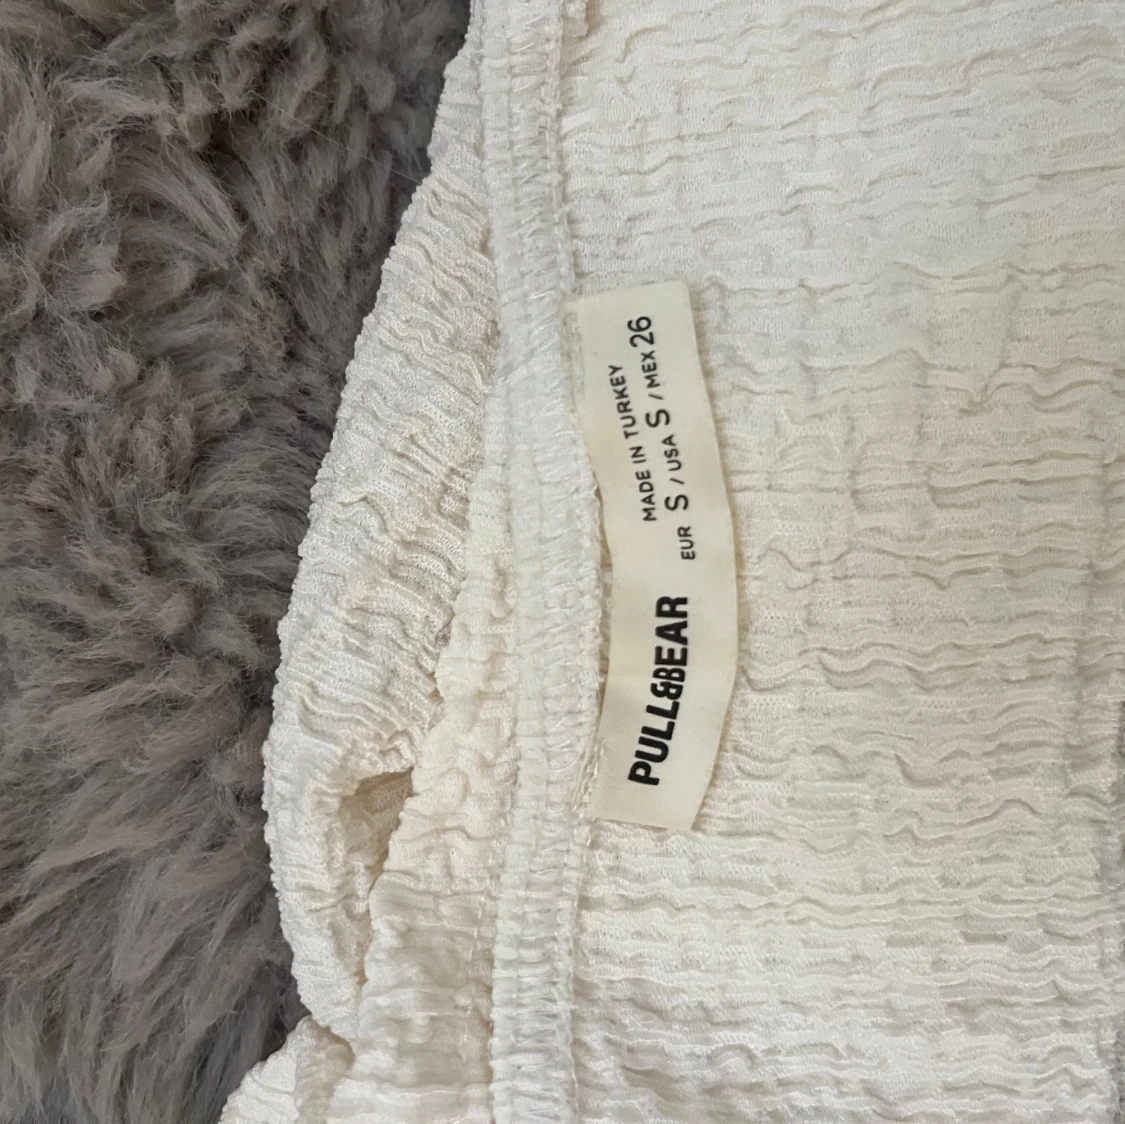 PULL&BEAR
MADE IN TURKEY
EUR S / USA S / MEX 26